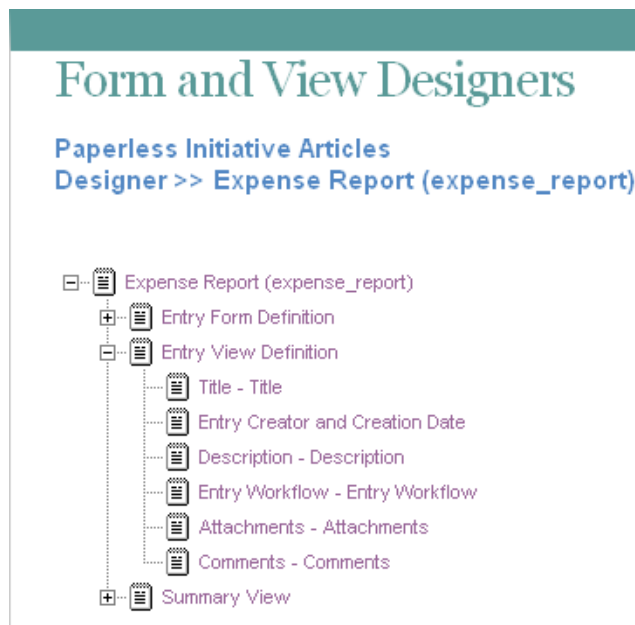 Form and View Designers
Paperless Initiative Articles
Designer >> Expense Report (expense_report)
Expense Report (expense_report)
Entry Form Definition
Entry View Definition
Title - Title
Entry Creator and Creation Date
Description - Description
Entry Workflow - Entry Workflow
Attachments - Attachments
Comments - Comments
Summary View